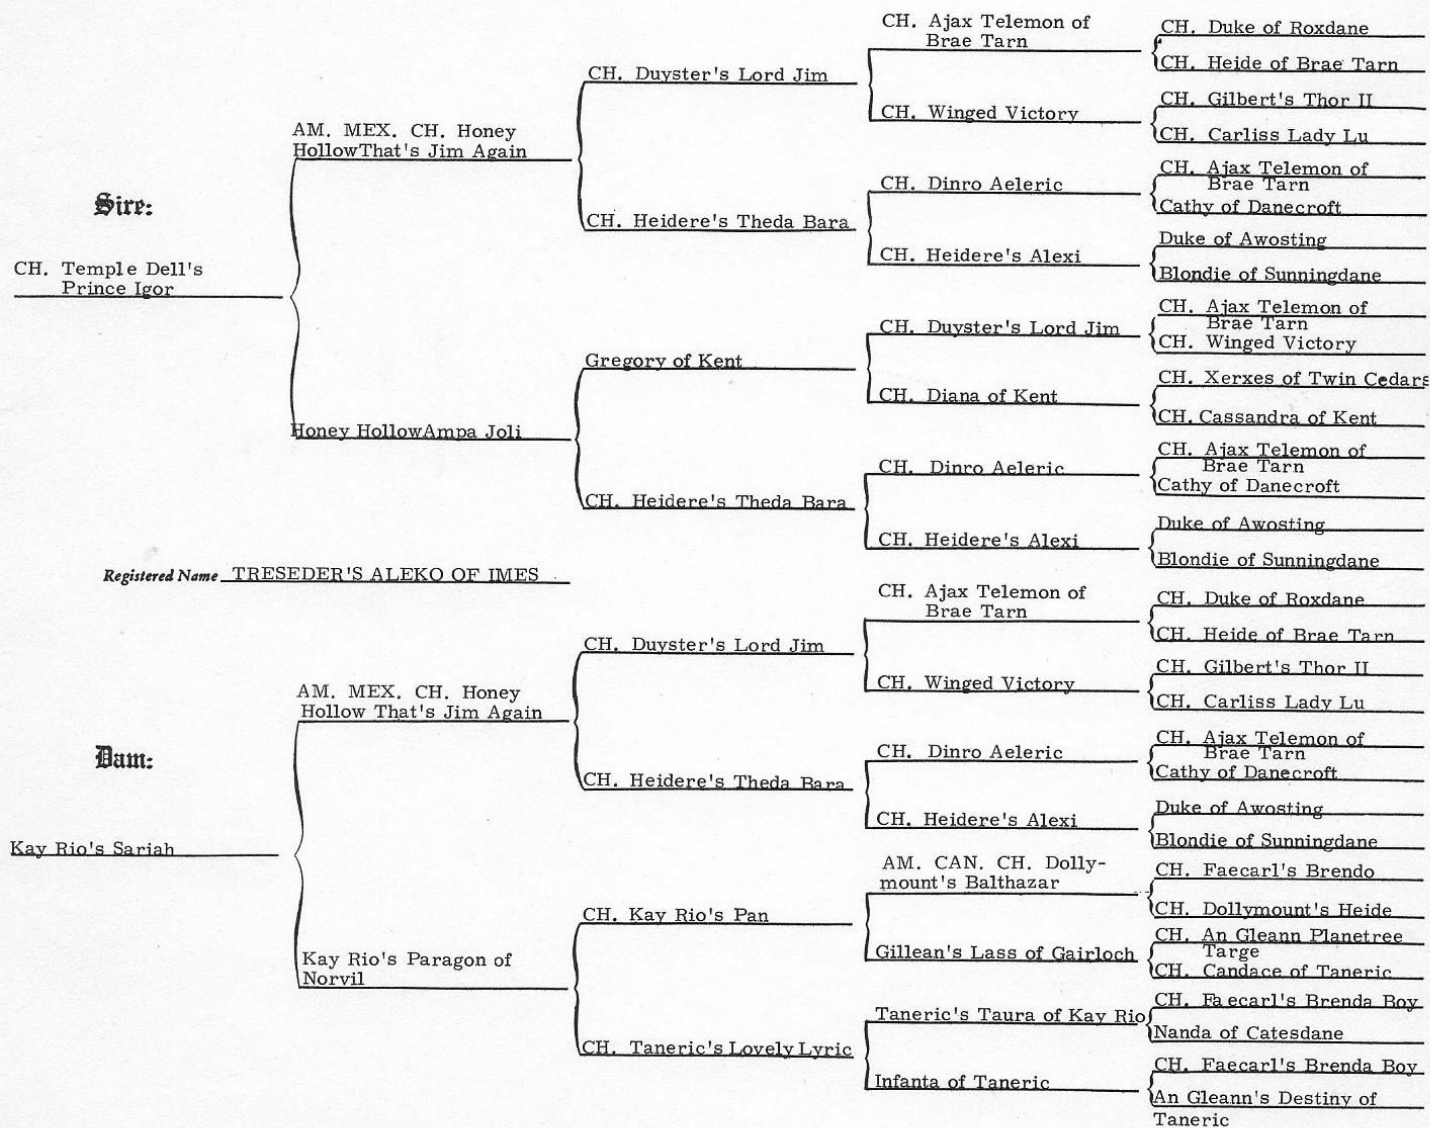 Sire:
CH. Temple Dell's
Prince Igor
AM. MEX. CH. Honey
HollowThat's Jim Again
CH. Duyster's Lord Jim
CH. Ajax Telemon of
Brae Tarn
CH. Duke of Roxdane
CH. Heide of Brae Tarn
CH. Winged Victory
CH. Gilbert's Thor II
CH. Carliss Lady Lu
CH. Heidere's Theda Bara
CH. Dinro Aeleric
CH. Ajax Telemon of
Brae Tarn
Cathy of Danecroft
CH. Heidere's Alexi
Duke of Awosting
Blondie of Sunningdane
Honey HollowAmpa Joli
Gregory of Kent
CH. Duyster's Lord Jim
CH. Ajax Telemon of
Brae Tarn
CH. Winged Victory
CH. Diana of Kent
CH. Xerxes of Twin Cedars
CH. Cassandra of Kent
CH. Heidere's Theda Bara
CH. Dinro Aeleric
CH. Ajax Telemon of
Brae Tarn
Cathy of Danecroft
CH. Heidere's Alexi
Duke of Awosting
Blondie of Sunningdane
Registered Name TRESEDER'S ALEKO OF IMES
Dam:
Kay Rio's Sariah
AM. MEX. CH. Honey
Hollow That's Jim Again
CH. Duyster's Lord Jim
CH. Ajax Telemon of
Brae Tarn
CH. Duke of Roxdane
CH. Heide of Brae Tarn
CH. Winged Victory
CH. Gilbert's Thor II
CH. Carliss Lady Lu
CH. Heidere's Theda Bara
CH. Dinro Aeleric
CH. Ajax Telemon of
Brae Tarn
Cathy of Danecroft
CH. Heidere's Alexi
Duke of Awosting
Blondie of Sunningdane
Kay Rio's Paragon of
Norvil
CH. Kay Rio's Pan
AM. CAN. CH. Dolly-
mount's Balthazar
CH. Faecarl's Brendo
CH. Dollymount's Heide
Gillean's Lass of Gairloch
CH. An Gleann Planetree
Targe
CH. Candace of Taneric
CH. Taneric's Lovely Lyric
Taneric's Taura of Kay Rio
CH. Faecarl's Brenda Boy
Nanda of Catesdane
Infanta of Taneric
CH. Faecarl's Brenda Boy
An Gleann's Destiny of
Taneric